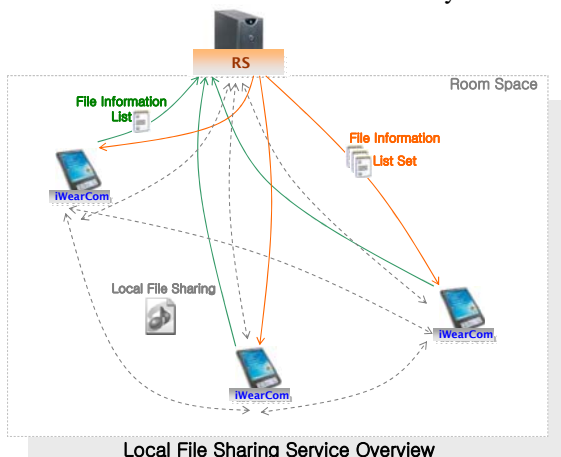 RS
Room Space
File Information
List
File Information
List Set
iWearCom
Local File Sharing
iWearCom
iWearCom
Local File Sharing Service Overview